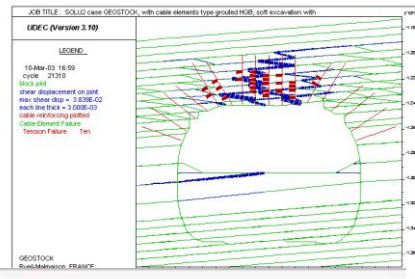 JOB TITLE : SOLU2 case GEOSTOCK, with cable elements type grouted HGB, soft excavation with
UDEC (Version 3.10)
LEGEND
10-Mar-03 16:59
cycle 21310
block plot
shear displacement on joint
max shear disp = 3.839E-02
each line thick = 3.000E-03
cable reinforcing plotted
Cable Element Failure
Tension Failure Ten
GEOSTOCK
Rueil-Malmaison, FRANCE